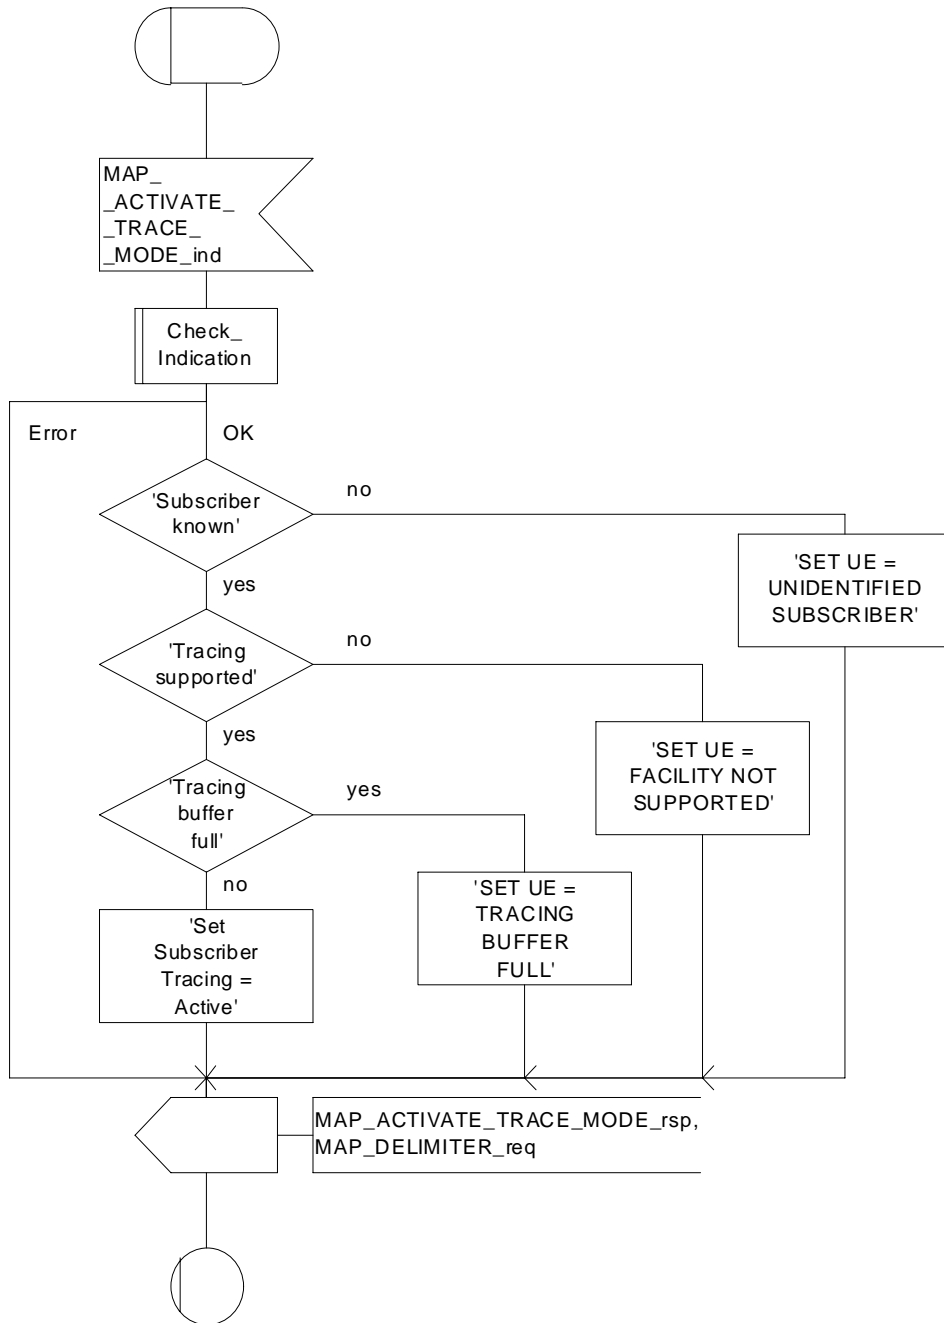 MAP_
_ACTIVATE_
_TRACE_
_MODE_ind
Check_
Indication
Error
OK
'Subscriber
known'
no
'SET UE =
UNIDENTIFIED
SUBSCRIBER'
yes
'Tracing
supported'
no
'SET UE =
FACILITY NOT
SUPPORTED'
yes
'Tracing
buffer
full'
yes
'SET UE =
TRACING
BUFFER
FULL'
no
'Set
Subscriber
Tracing =
Active'
MAP_ACTIVATE_TRACE_MODE_rsp,
MAP_DELIMITER_req